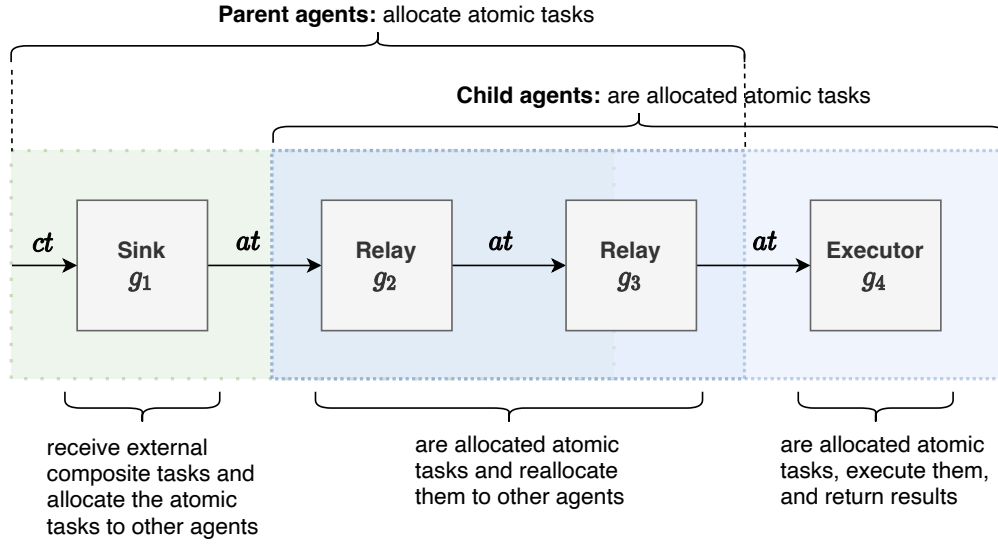 Parent agents: allocate atomic tasks
Child agents: are allocated atomic tasks
ct
Sink
g1
at
Relay
g2
at
Relay
g3
at
Executor
g4
receive external
composite tasks and
allocate the atomic
tasks to other agents
are allocated atomic
tasks and reallocate
them to other agents
are allocated atomic
tasks, execute them,
and return results